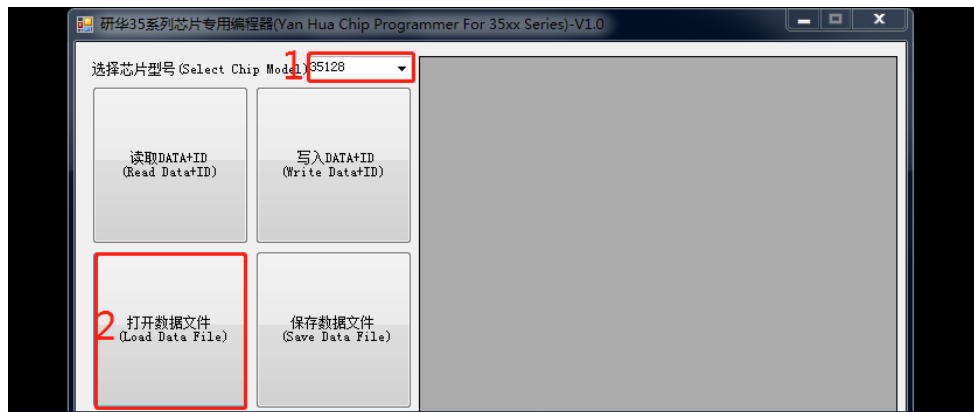 研华35系列芯片专用编程器(Yan Hua Chip Programmer For 35xx Series)-V1.0
选择芯片型号(Select Chip Model) 35128
1
读取DATA+ID
(Read Data+ID)
写入DATA+ID
(Write Data+ID)
2
打开数据文件
(Load Data File)
保存数据文件
(Save Data File)